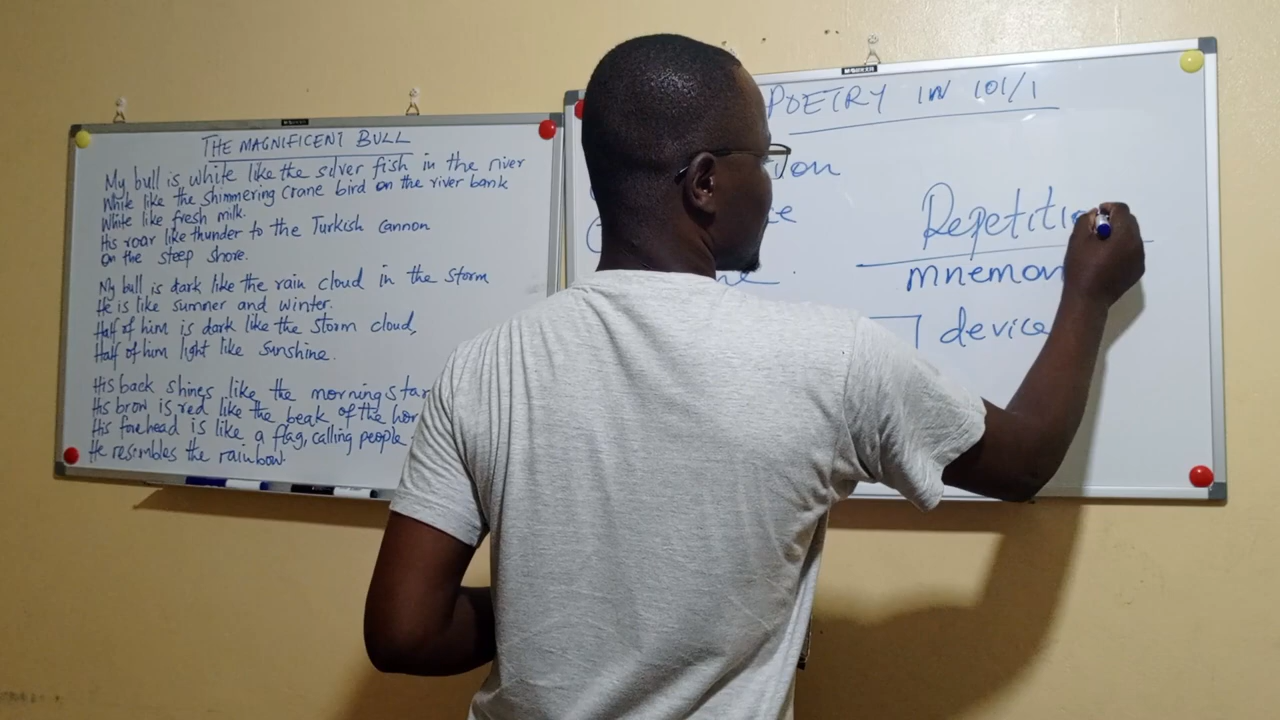 THE MAGNIFICENT BULL
My bull is white like the silver fish in the river
White like the shimmering crane bird on the river bank
White like fresh milk.
His roar like thunder to the Turkish cannon
on the steep shore.
My bull is dark like the rain cloud in the storm
He is like summer and winter.
Half of him is dark like the storm cloud,
Half of him light like sunshine.
His back shines like the morning star
His brow is red like the beak of the hor
His forehead is like a flag, calling people
He resembles the rainbow.
POETRY IN 101/1
Repetitio
mnemon
device